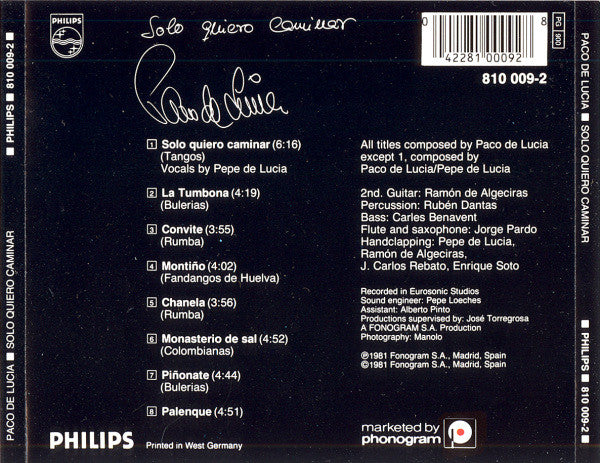 PHILIPS
Solo quiero caminar
Paco de Lucia
0 42281 00092 8
PG 900
810 009-2
1 Solo quiero caminar (6:16)
(Tangos)
Vocals by Pepe de Lucia
2 La Tumbona (4:19)
(Bulerias)
3 Convite (3:55)
(Rumba)
4 Montiño (4:02)
(Fandangos de Huelva)
5 Chanela (3:56)
(Rumba)
6 Monasterio de sal (4:52)
(Colombianas)
7 Piñonate (4:44)
(Bulerias)
8 Palenque (4:51)
All titles composed by Paco de Lucia
except 1, composed by
Paco de Lucia/Pepe de Lucia
2nd. Guitar: Ramón de Algeciras
Percussion: Rubén Dantas
Bass: Carles Benavent
Flute and saxophone: Jorge Pardo
Handclapping: Pepe de Lucia,
Ramón de Algeciras,
J. Carlos Rebato, Enrique Soto
Recorded in Eurosonic Studios
Sound engineer: Pepe Loeches
Assistant: Alberto Pinto
Productions supervised by: José Torregrosa
A FONOGRAM S.A. Production
Photography: Manolo
℗1981 Fonogram S.A., Madrid, Spain
©1981 Fonogram S.A., Madrid, Spain
PHILIPS
Printed in West Germany
marketed by
phonogram
PACO DE LUCIA ■ SOLO QUIERO CAMINAR ■ PHILIPS ■ 810 009-2
PACO DE LUCIA ■ SOLO QUIERO CAMINAR ■ PHILIPS ■ 810 009-2